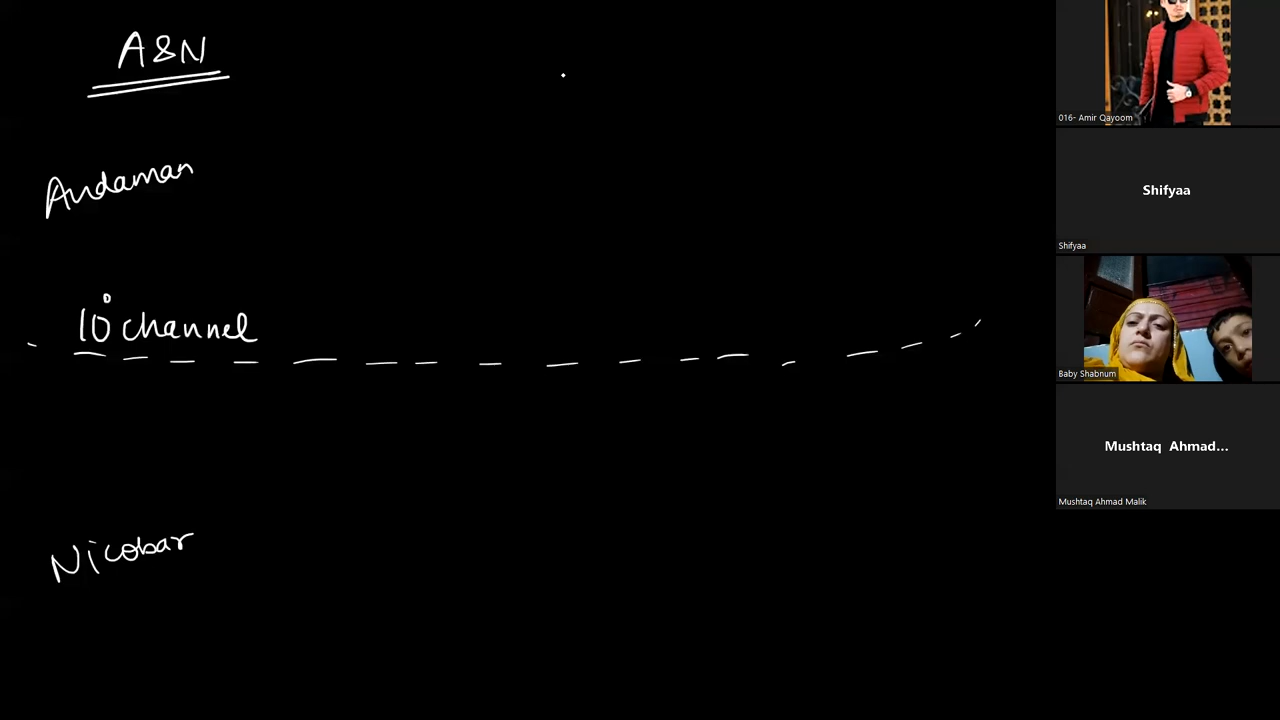 A&N
Andaman
10° channel
Nicobar
016- Amir Qayoom
Shifyaa
Shifyaa
Baby Shabnum
Mushtaq Ahmad...
Mushtaq Ahmad Malik